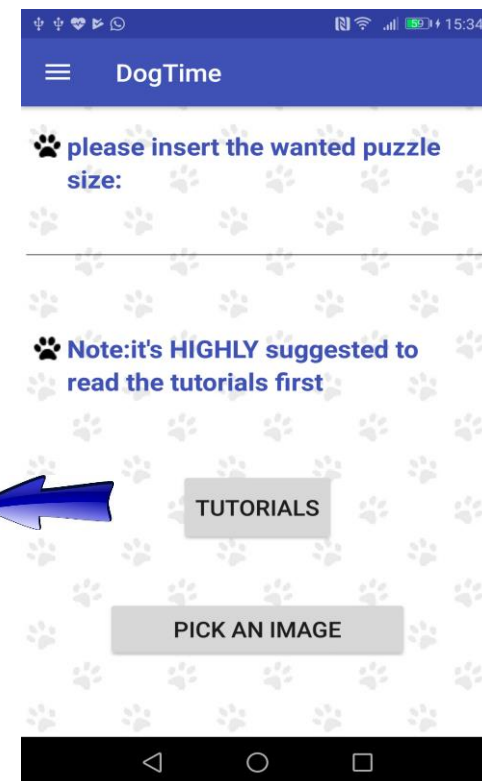 59 15:34
DogTime
please insert the wanted puzzle
size:
Note:it's HIGHLY suggested to
read the tutorials first
TUTORIALS
PICK AN IMAGE